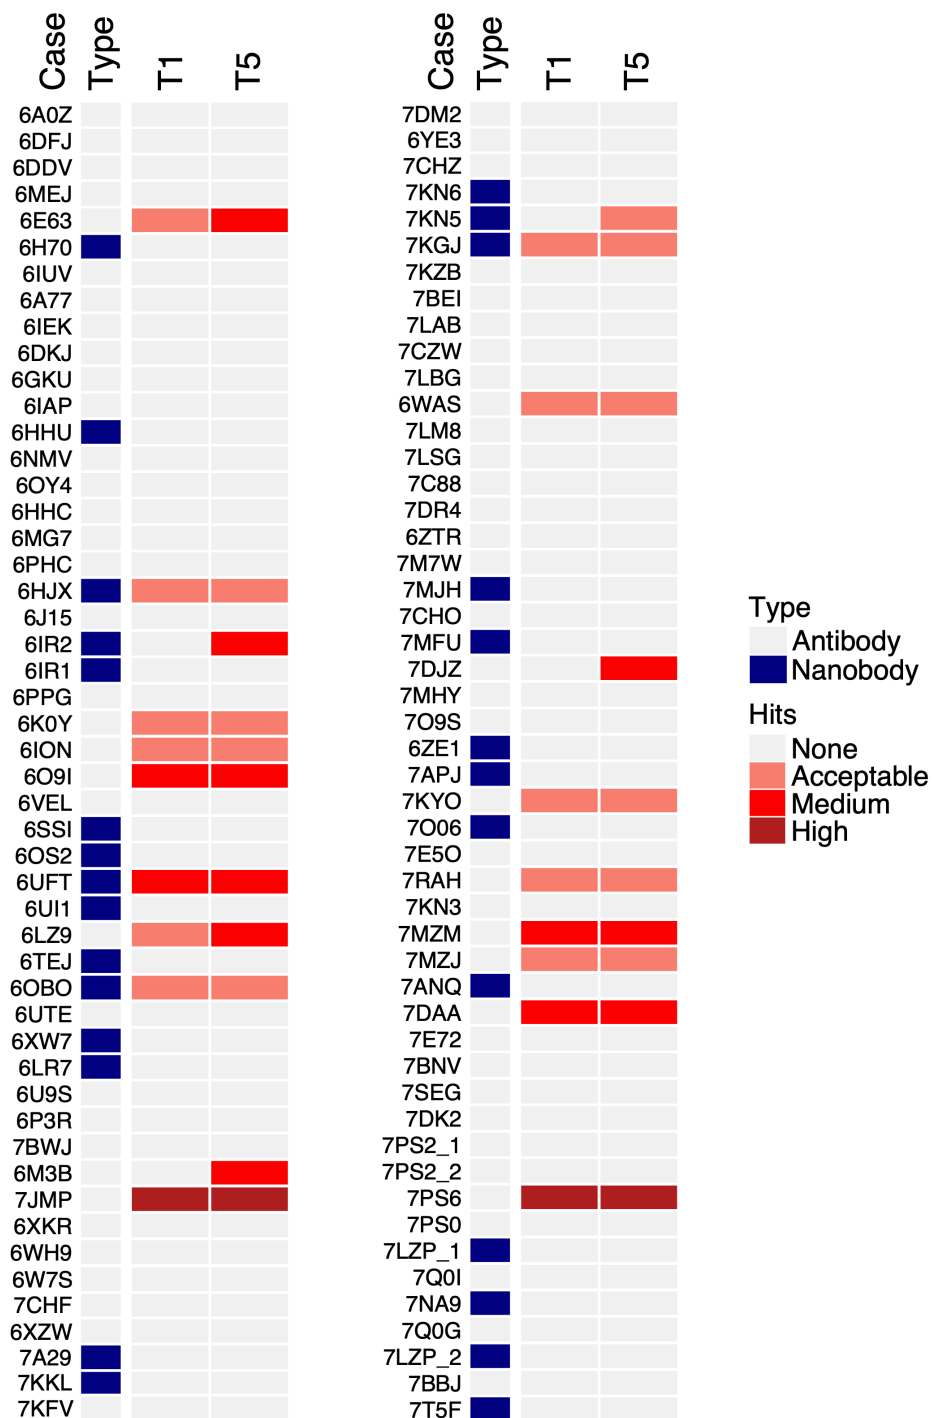 Case Type T1 T5
6A0Z
6DFJ
6DDV
6MEJ
6E63
6H70
6IUV
6A77
6IEK
6DKJ
6GKU
6IAP
6HHU
6NMV
6OY4
6HHC
6MG7
6PHC
6HJX
6J15
6IR2
6IR1
6PPG
6K0Y
6ION
6O9I
6VEL
6SSI
6OS2
6UFT
6UI1
6LZ9
6TEJ
6OBO
6UTE
6XW7
6LR7
6U9S
6P3R
7BWJ
6M3B
7JMP
6XKR
6WH9
6W7S
7CHF
6XZW
7A29
7KKL
7KFV
Case Type T1 T5
7DM2
6YE3
7CHZ
7KN6
7KN5
7KGJ
7KZB
7BEI
7LAB
7CZW
7LBG
6WAS
7LM8
7LSG
7C88
7DR4
6ZTR
7M7W
7MJH
7CHO
7MFU
7DJZ
7MHY
7O9S
6ZE1
7APJ
7KYO
7O06
7E5O
7RAH
7KN3
7MZM
7MZJ
7ANQ
7DAA
7E72
7BNV
7SEG
7DK2
7PS2_1
7PS2_2
7PS6
7PS0
7LZP_1
7Q0I
7NA9
7Q0G
7LZP_2
7BBJ
7T5F
Type
Antibody
Nanobody
Hits
None
Acceptable
Medium
High